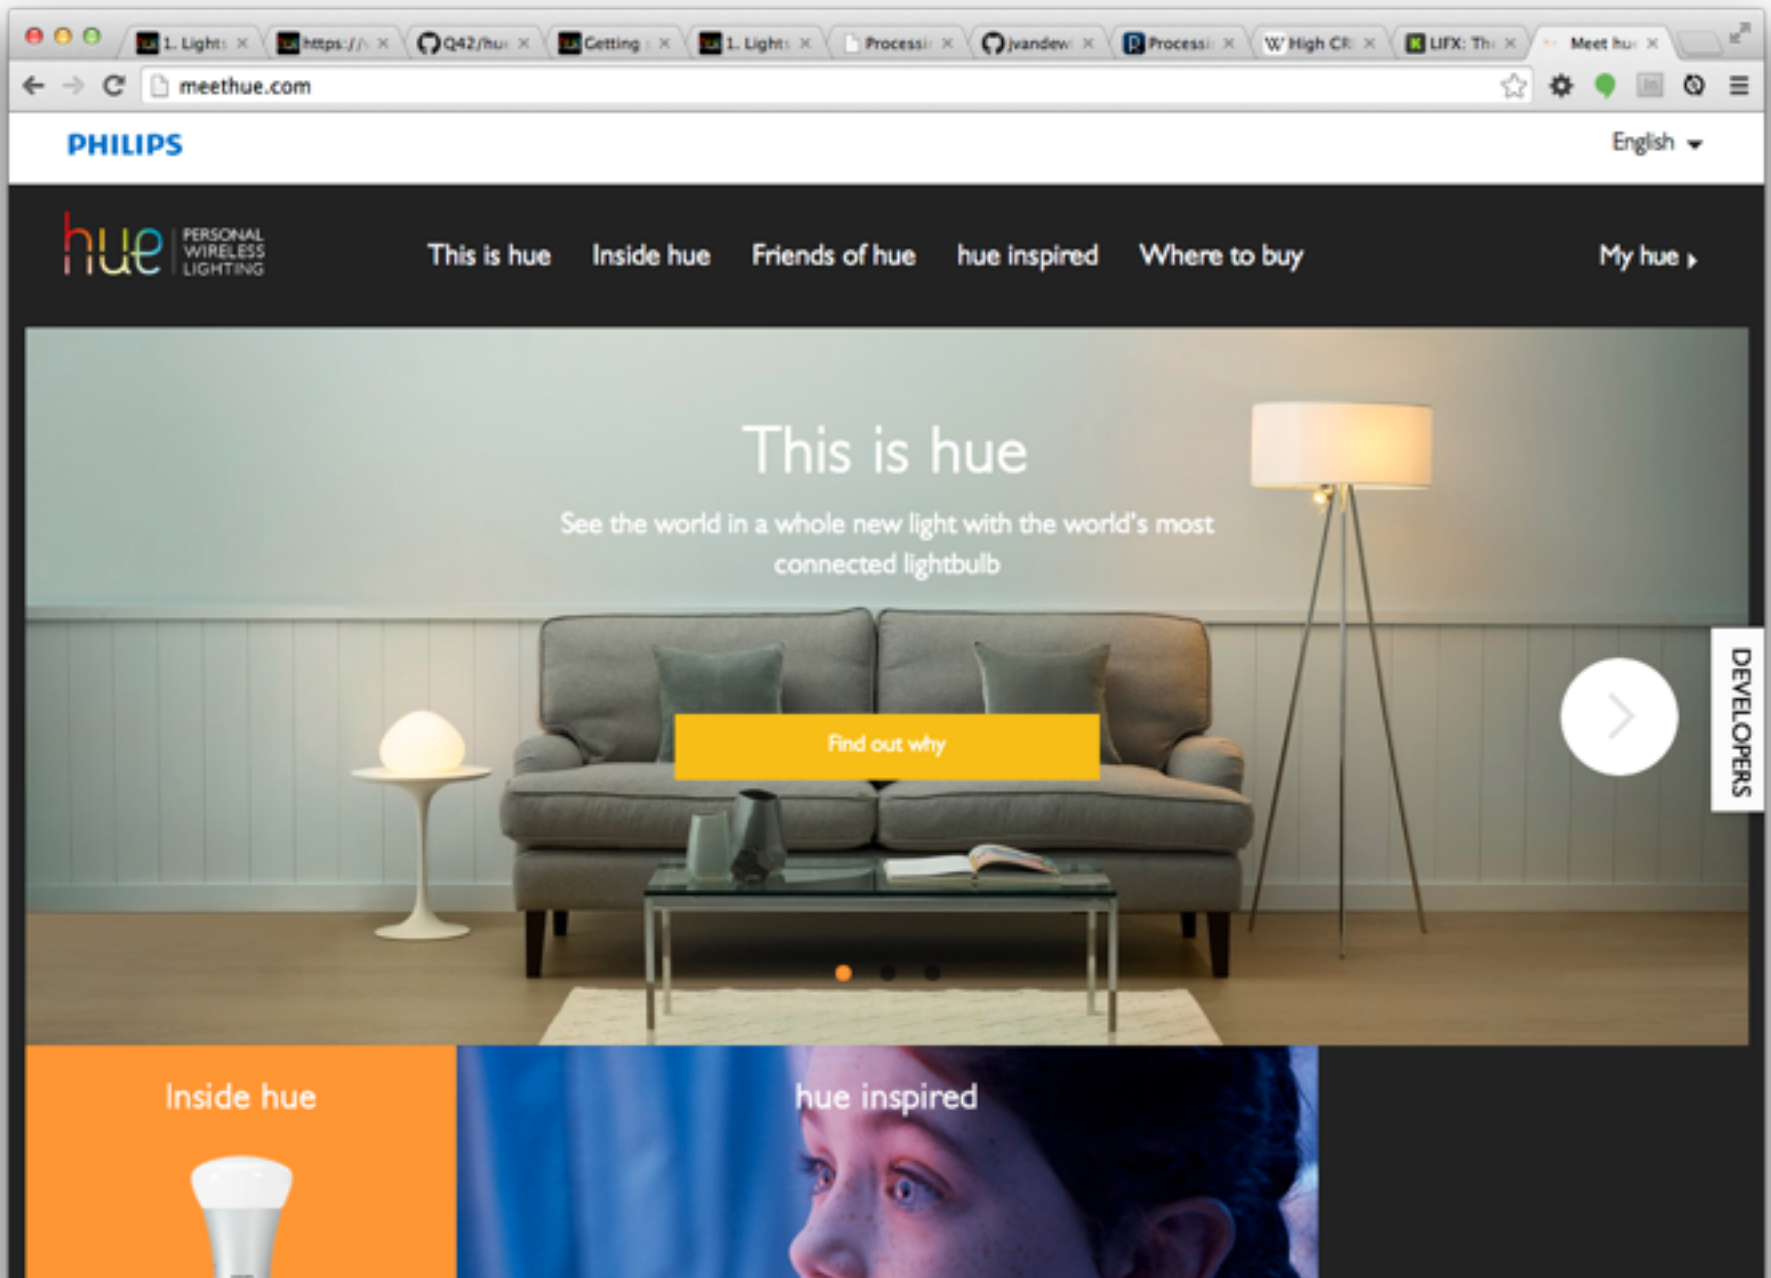 1. Light
https://
Q42/hu
Getting
1. Light
Processi
jvandew
Processi
High CR
LIFX: Th
Meet hu
meethue.com
PHILIPS
English
hue
PERSONAL
WIRELESS
LIGHTING
This is hue
Inside hue
Friends of hue
hue inspired
Where to buy
My hue
This is hue
See the world in a whole new light with the world's most
connected lightbulb
Find out why
DEVELOPERS
Inside hue
hue inspired